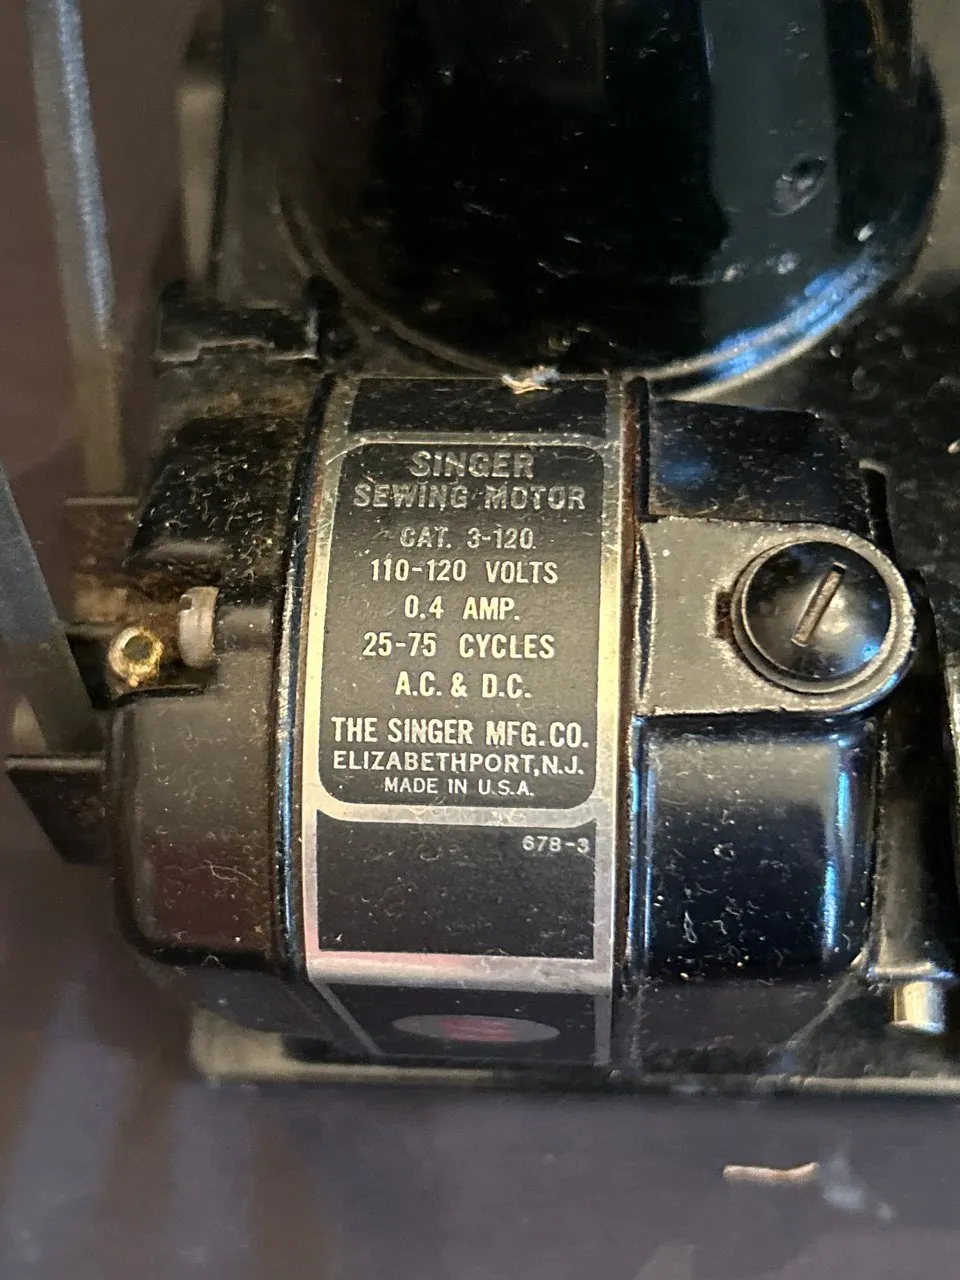 SINGER
SEWING MOTOR
CAT. 3-120
110-120 VOLTS
0.4 AMP.
25-75 CYCLES
A.C. & D.C.
THE SINGER MFG. CO.
ELIZABETHPORT, N.J.
MADE IN U.S.A.
678-3